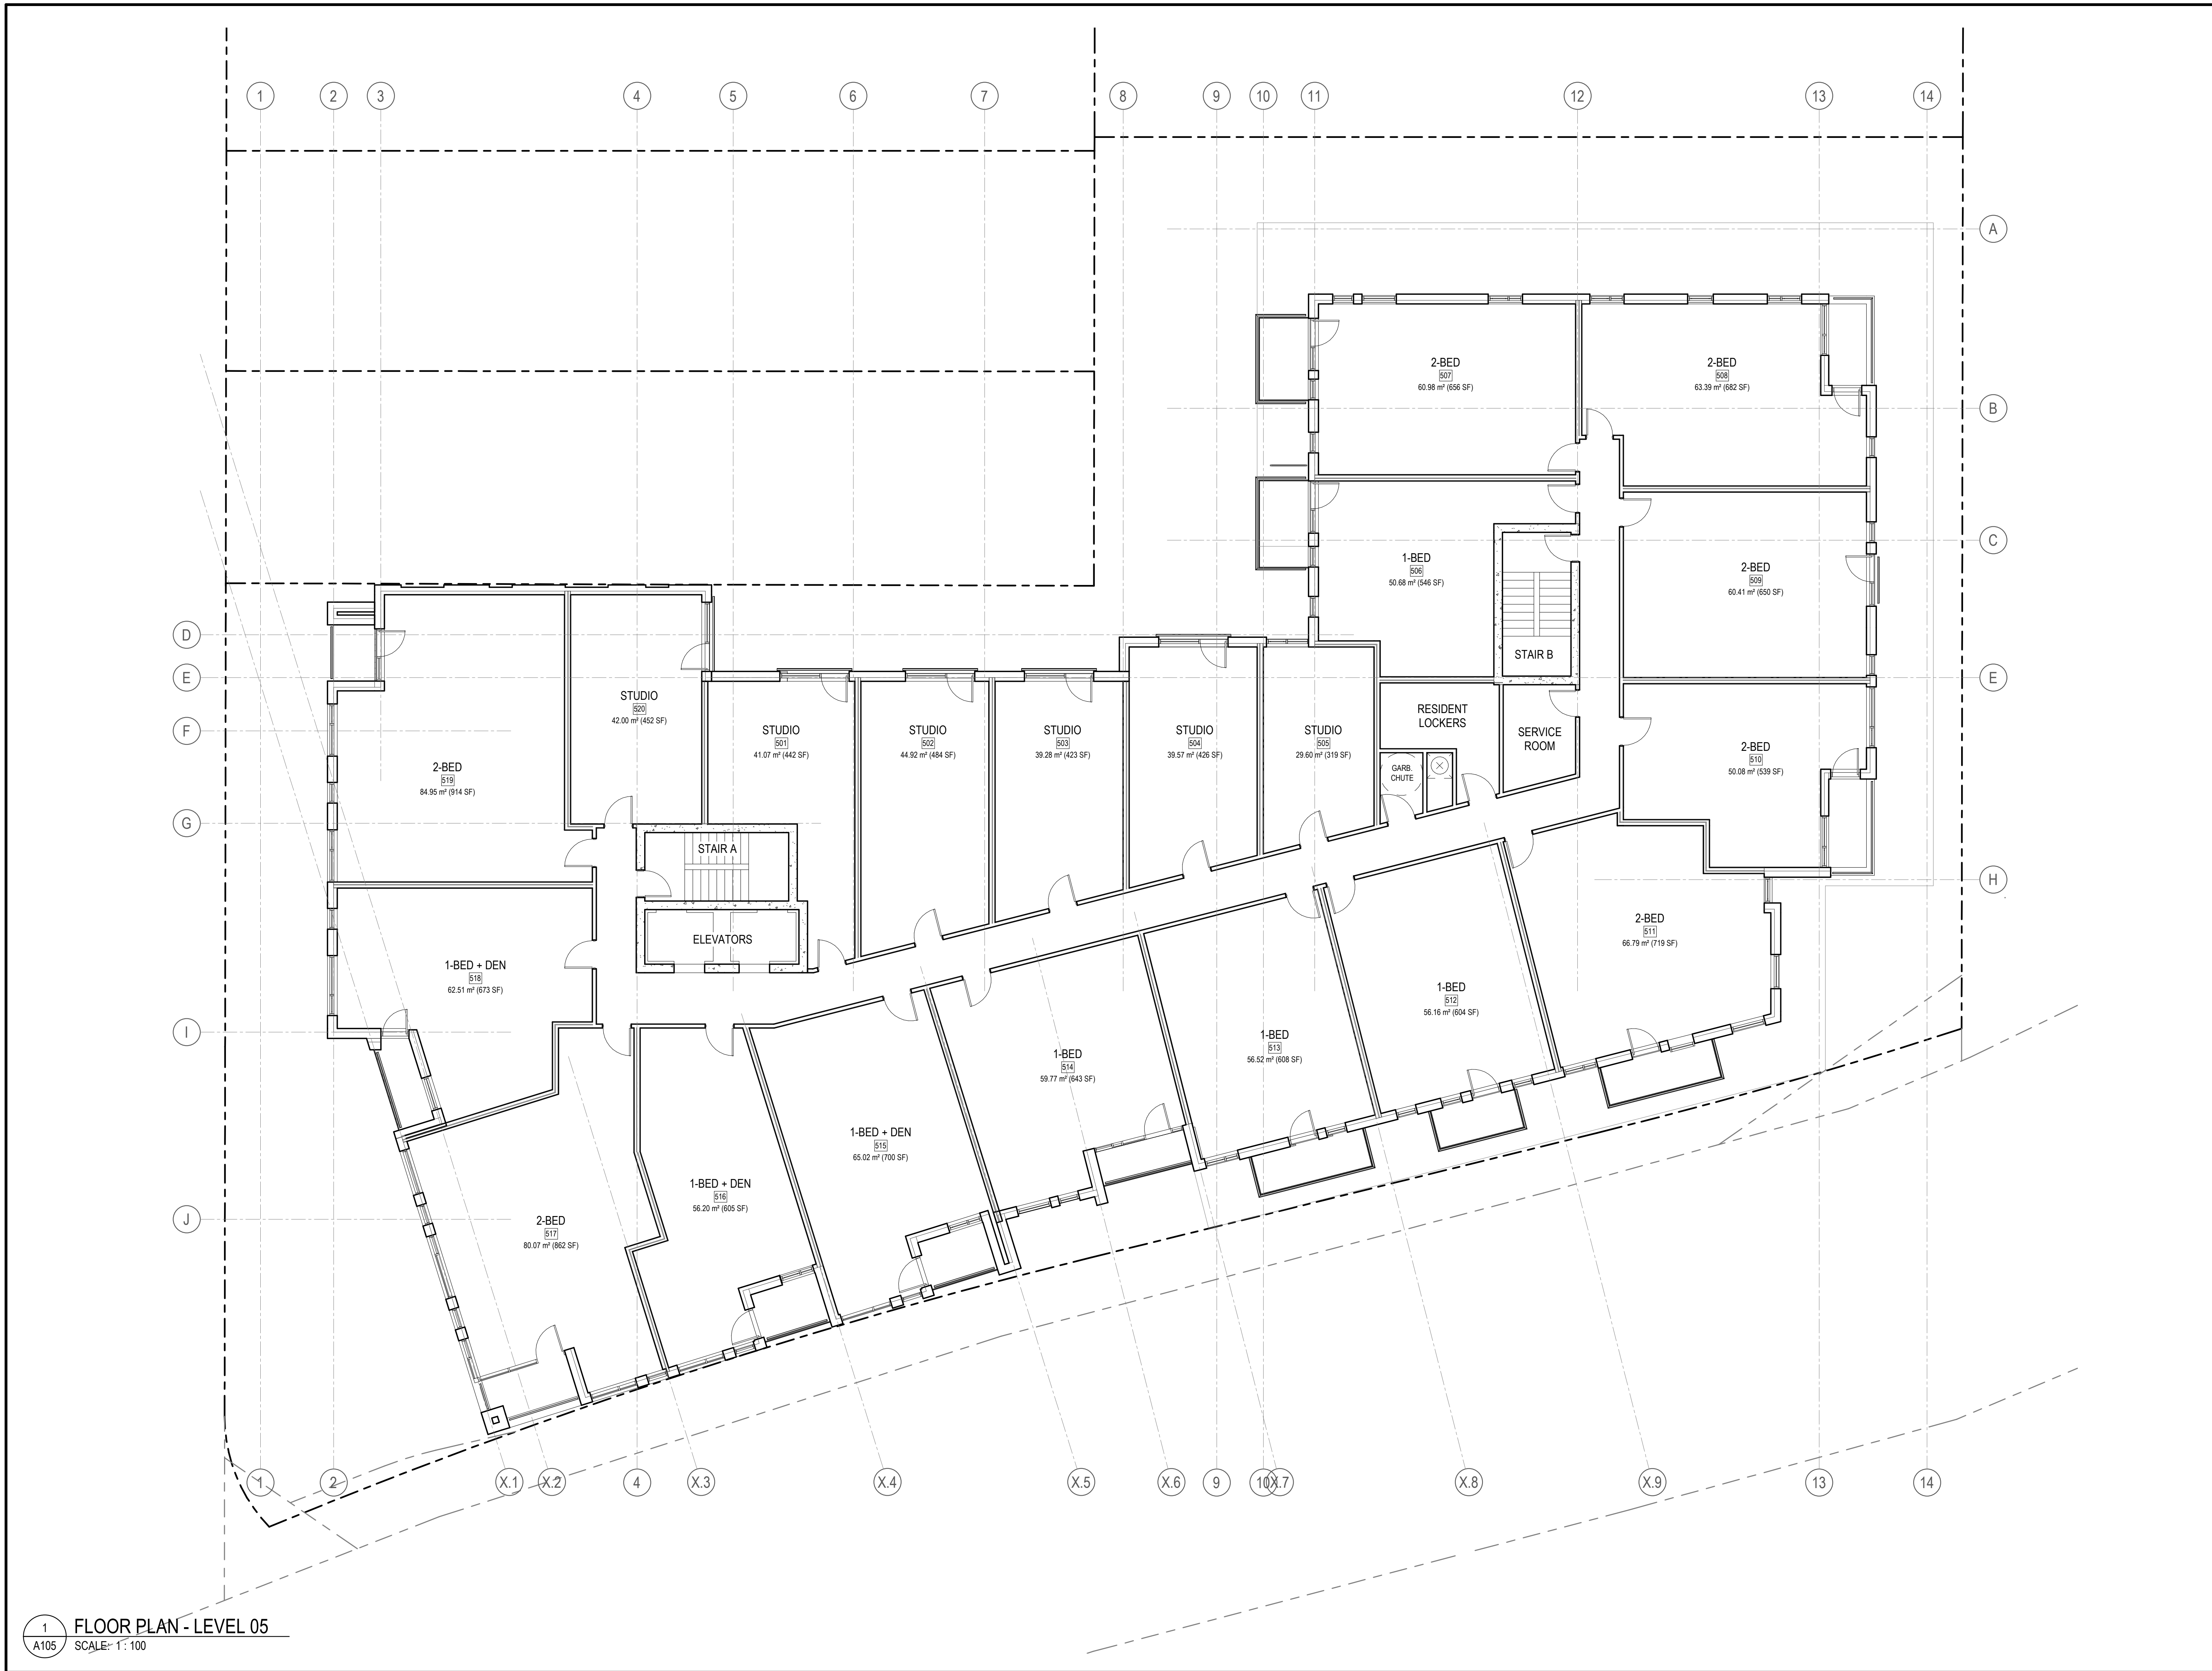 1
2
3
4
5
6
7
8
9
10
11
12
13
14
A
B
C
D
E
E
F
G
H
I
J
2-BED
507
60.98 m² (656 SF)
2-BED
508
63.39 m² (682 SF)
1-BED
506
50.68 m² (546 SF)
2-BED
509
60.41 m² (650 SF)
STAIR B
STUDIO
520
42.00 m² (452 SF)
STUDIO
501
41.07 m² (442 SF)
STUDIO
502
44.92 m² (484 SF)
STUDIO
503
39.28 m² (423 SF)
STUDIO
504
39.57 m² (426 SF)
STUDIO
505
29.60 m² (319 SF)
RESIDENT
LOCKERS
SERVICE
ROOM
GARB.
CHUTE
2-BED
510
50.08 m² (539 SF)
2-BED
519
84.95 m² (914 SF)
STAIR A
ELEVATORS
1-BED + DEN
518
62.51 m² (673 SF)
2-BED
511
66.79 m² (719 SF)
1-BED
512
56.16 m² (604 SF)
1-BED
513
56.52 m² (608 SF)
1-BED
514
59.77 m² (643 SF)
1-BED + DEN
515
65.02 m² (700 SF)
1-BED + DEN
516
56.20 m² (605 SF)
2-BED
517
80.07 m² (862 SF)
1
2
X.1
X.2
4
X.3
X.4
X.5
X.6
9
10
X.7
X.8
X.9
13
14
1
A105
FLOOR PLAN - LEVEL 05
SCALE: 1 : 100